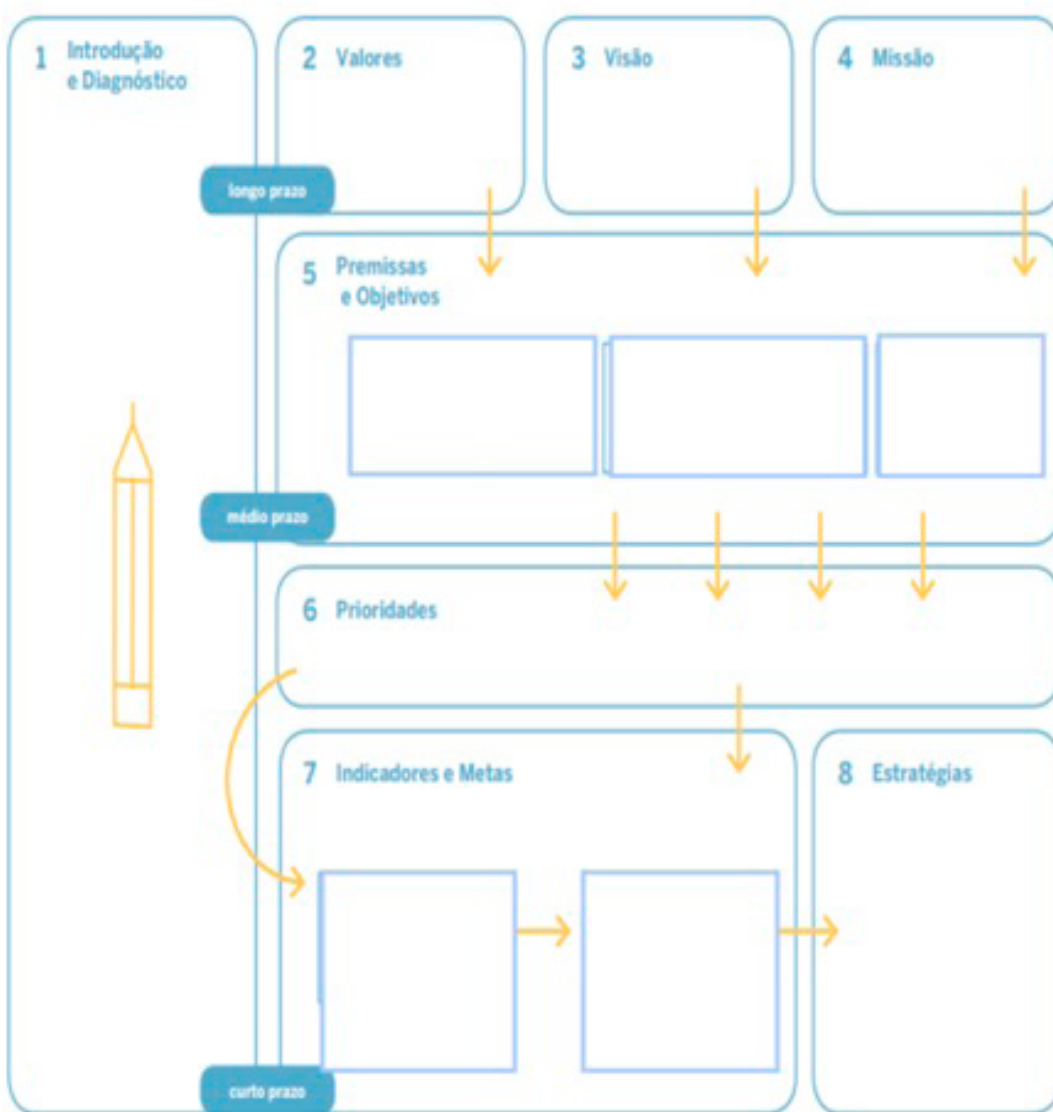 1 Introdução
e Diagnóstico
2 Valores
3 Visão
4 Missão
longo prazo
5 Premissas
e Objetivos
médio prazo
6 Prioridades
7 Indicadores e Metas
8 Estratégias
curto prazo